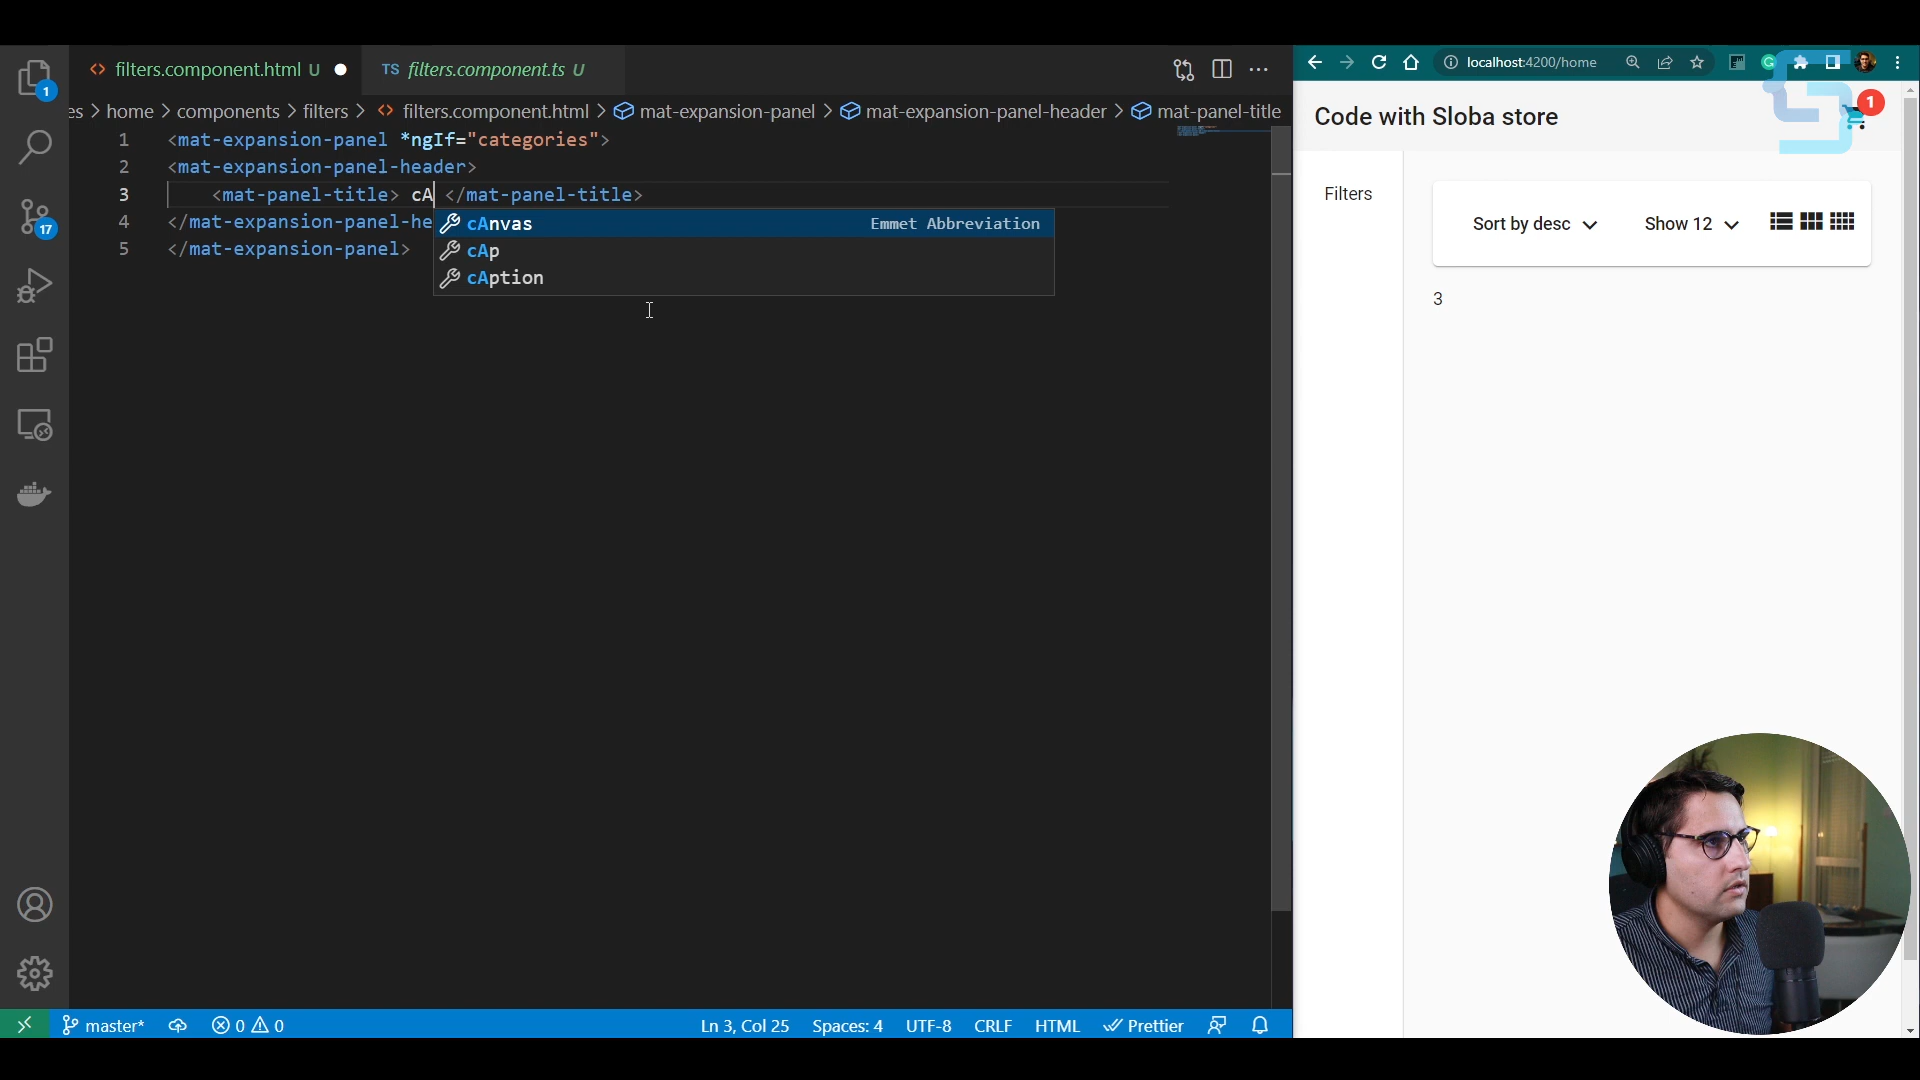 filters.component.html U
TS filters.component.ts U
es > home > components > filters > filters.component.html > mat-expansion-panel > mat-expansion-panel-header > mat-panel-title
1 <mat-expansion-panel *ngIf="categories">
2 <mat-expansion-panel-header>
3 <mat-panel-title> cA </mat-panel-title>
4 </mat-expansion-panel-he
5 </mat-expansion-panel>
cAnvas Emmet Abbreviation
cAp
cAption
1
17
master*
0 0
Ln 3, Col 25
Spaces: 4
UTF-8
CRLF
HTML
Prettier
localhost:4200/home
Code with Sloba store
1
Filters
Sort by desc
Show 12
3